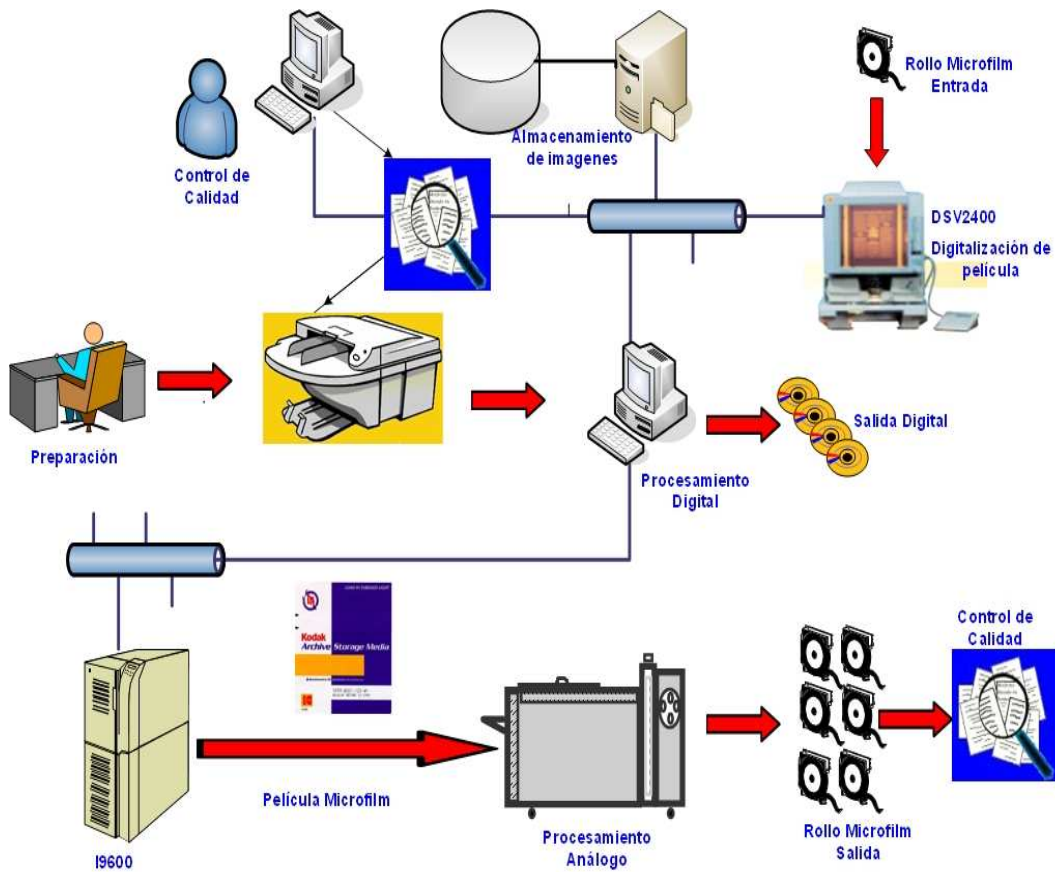 Rollo Microfilm
Entrada
Control de
Calidad
Almacenamiento
de imagenes
DSV2400
Digitalización de
película
Preparación
Salida Digital
Procesamiento
Digital
Kodak
Archive Storage Media
Control de
Calidad
Película Microfilm
Procesamiento
Análogo
Rollo Microfilm
Salida
I9600